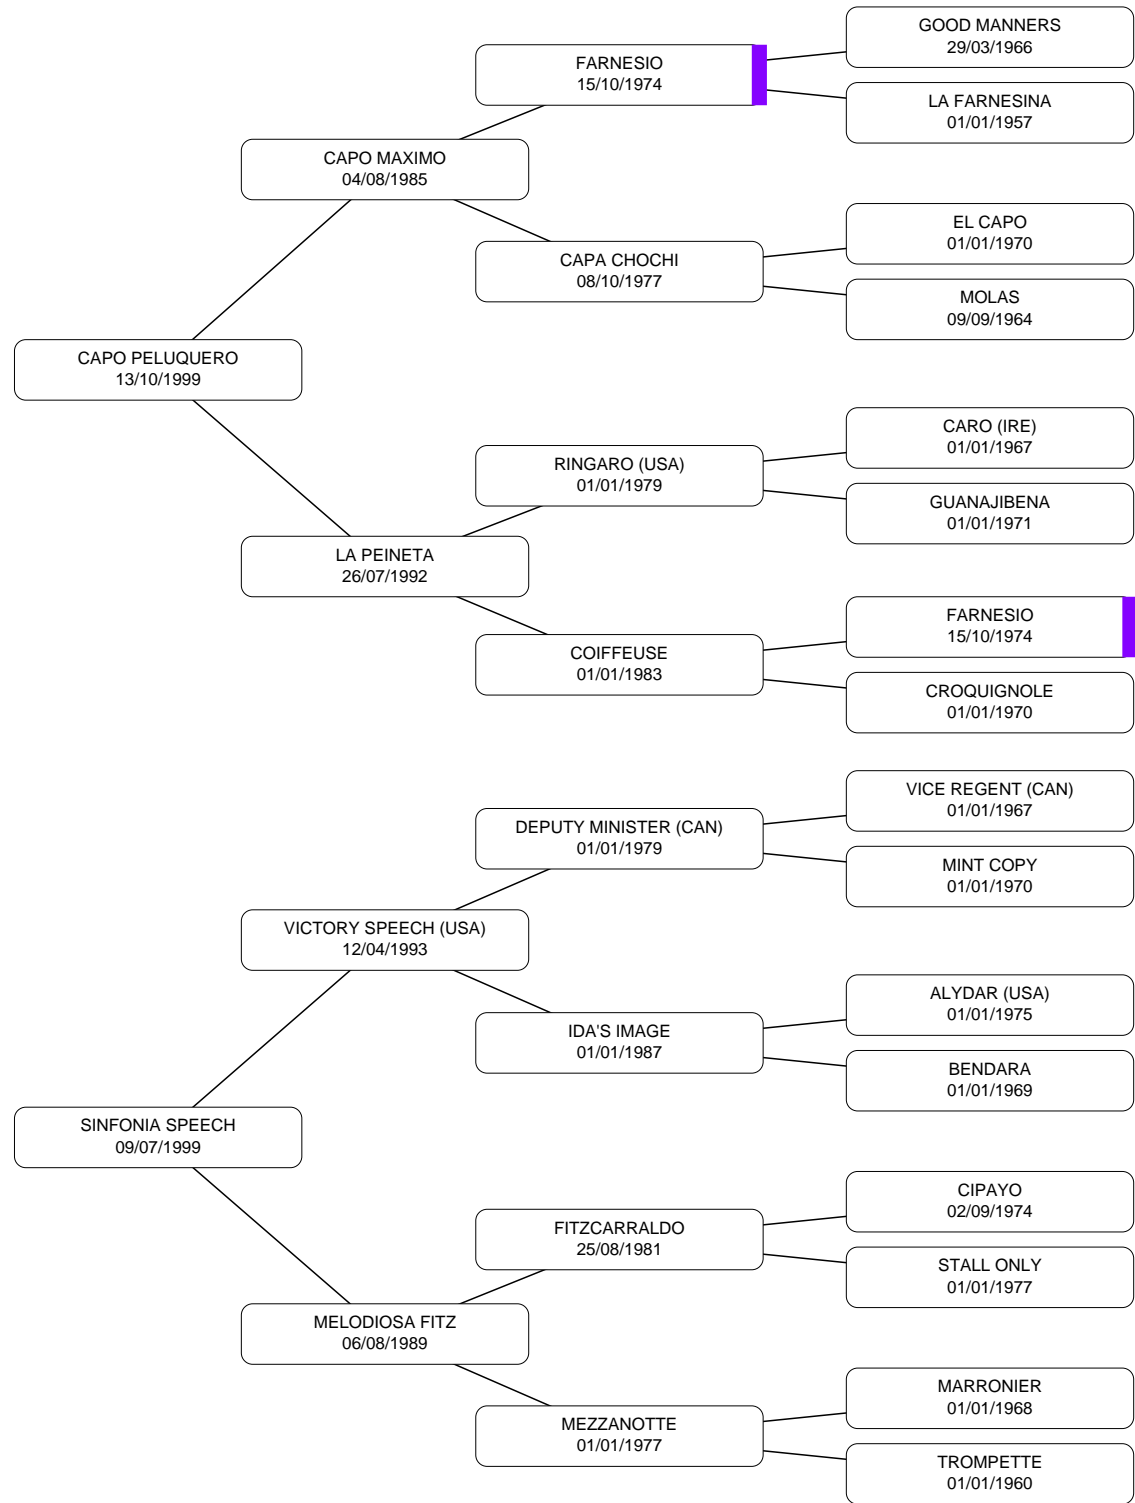 GOOD MANNERS
29/03/1966
FARNESIO
15/10/1974
LA FARNESINA
01/01/1957
CAPO MAXIMO
04/08/1985
EL CAPO
01/01/1970
CAPA CHOCHI
08/10/1977
MOLAS
09/09/1964
CAPO PELUQUERO
13/10/1999
CARO (IRE)
01/01/1967
RINGARO (USA)
01/01/1979
GUANAJIBENA
01/01/1971
LA PEINETA
26/07/1992
FARNESIO
15/10/1974
COIFFEUSE
01/01/1983
CROQUIGNOLE
01/01/1970
VICE REGENT (CAN)
01/01/1967
DEPUTY MINISTER (CAN)
01/01/1979
MINT COPY
01/01/1970
VICTORY SPEECH (USA)
12/04/1993
ALYDAR (USA)
01/01/1975
IDA'S IMAGE
01/01/1987
BENDARA
01/01/1969
SINFONIA SPEECH
09/07/1999
CIPAYO
02/09/1974
FITZCARRALDO
25/08/1981
STALL ONLY
01/01/1977
MELODIOSA FITZ
06/08/1989
MARRONIER
01/01/1968
MEZZANOTTE
01/01/1977
TROMPETTE
01/01/1960